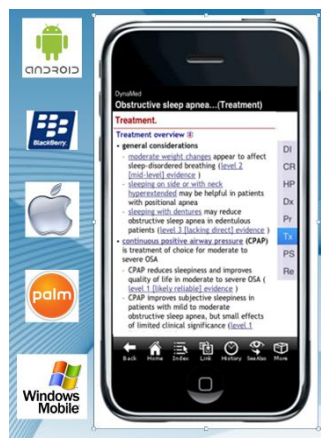 ANDROID
BlackBerry.
palm
Windows
Mobile
DynaMed
Obstructive sleep apnea...(Treatment)
Treatment.
Treatment overview
• general considerations
- moderate weight changes appear to affect
sleep-disordered breathing (level 2
[mid-level] evidence )
- sleeping on side or with neck
hyperextended may be helpful in patients
with positional apnea
- sleeping with dentures may reduce
obstructive sleep apnea in edentulous
patients (level 3 [lacking direct] evidence )
• continuous positive airway pressure (CPAP)
is treatment of choice for moderate to
severe OSA
- CPAP reduces sleepiness and improves
quality of life in moderate to severe OSA (
level 1 [likely reliable] evidence )
- CPAP improves subjective sleepiness in
patients with mild to moderate
obstructive sleep apnea, but small effects
of limited clinical significance (level 1
DI
CR
HP
Dx
Pr
Tx
PS
Re
Back Home Index Link History SeeAlso More